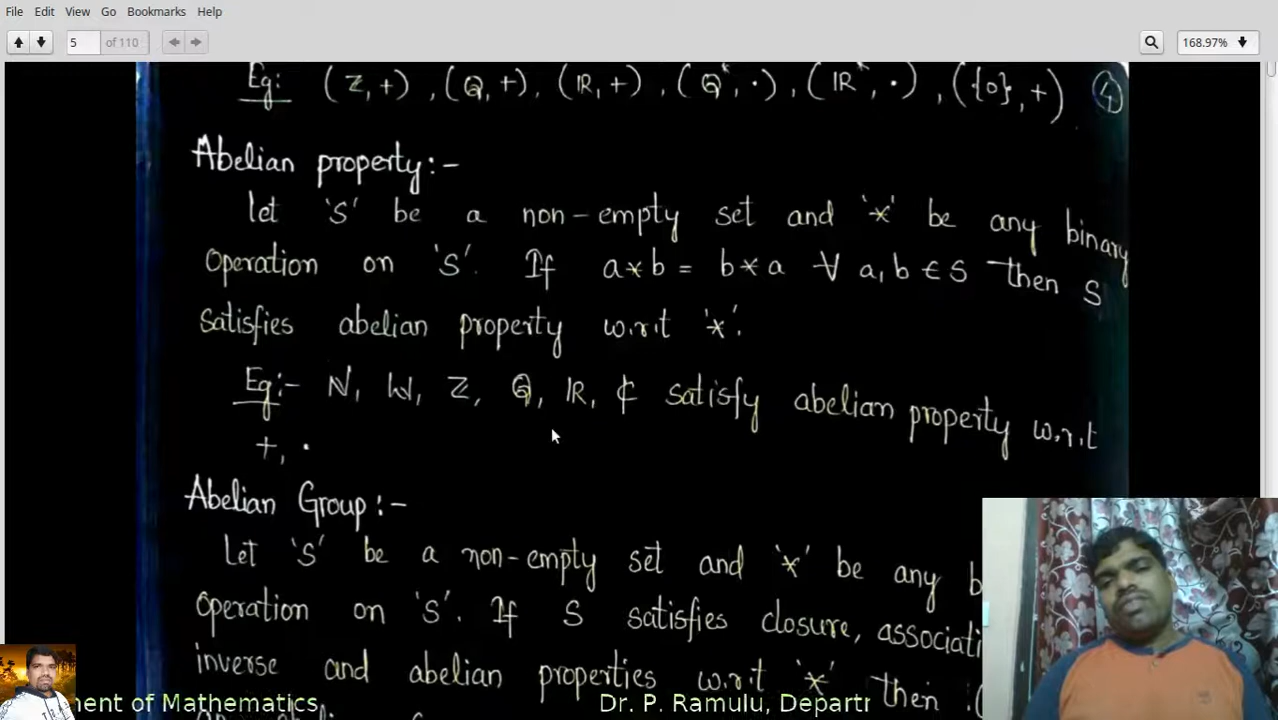 File Edit View Go Bookmarks Help
5 of 110 168.97%
Eg: (ℤ,+), (ℚ,+), (ℝ,+), (ℚ*,·), (ℝ*,·), ({0},+) 4
Abelian property:-
let 'S' be a non-empty set and '*' be any binary
operation on 'S'. If a*b = b*a ∀ a,b ∈ S then S
satisfies abelian property w.r.t '*'.
Eg:- ℕ, W, ℤ, ℚ, ℝ, ₵ satisfy abelian property w.r.t
+, ·
Abelian Group:-
Let 'S' be a non-empty set and '*' be any b
operation on 'S'. If S satisfies closure, associati
inverse and abelian properties w.r.t '*' then (
ment of Mathematics Dr. P. Ramulu, Departr